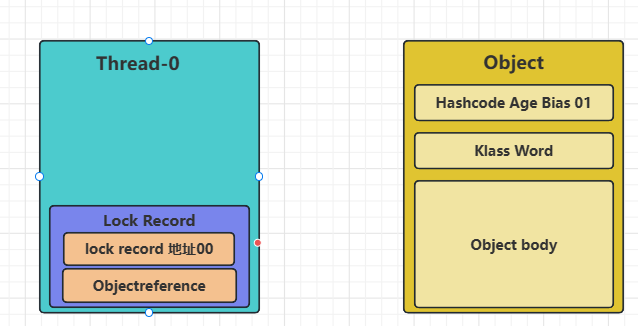 Thread-0
Lock Record
lock record 地址00
Objectreference
Object
Hashcode Age Bias 01
Klass Word
Object body